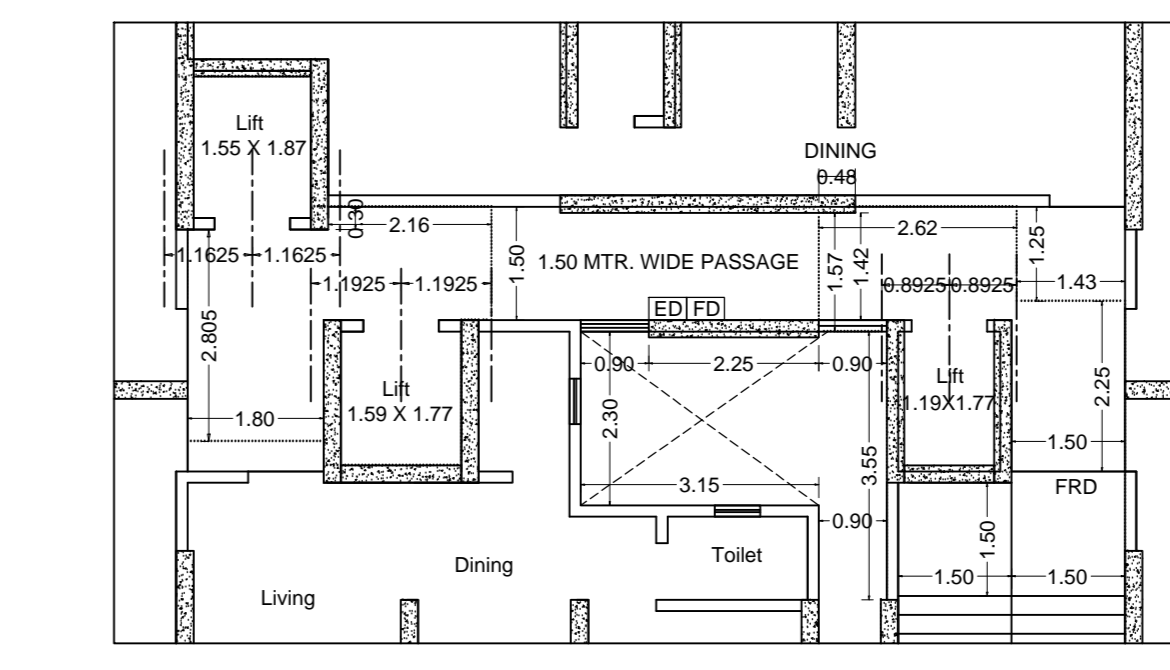 Lift
1.55 X 1.87
DINING
0.48
0.30
2.16
2.62
1.1625
1.1625
1.50
1.50 MTR. WIDE PASSAGE
1.57
1.42
1.25
1.1925
1.1925
0.8925
0.8925
1.43
ED
FD
2.805
0.90
2.25
0.90
Lift
1.59 X 1.77
Lift
1.19X1.77
2.25
1.80
2.30
1.50
3.15
3.55
FRD
0.90
1.50
Toilet
Dining
1.50
1.50
Living